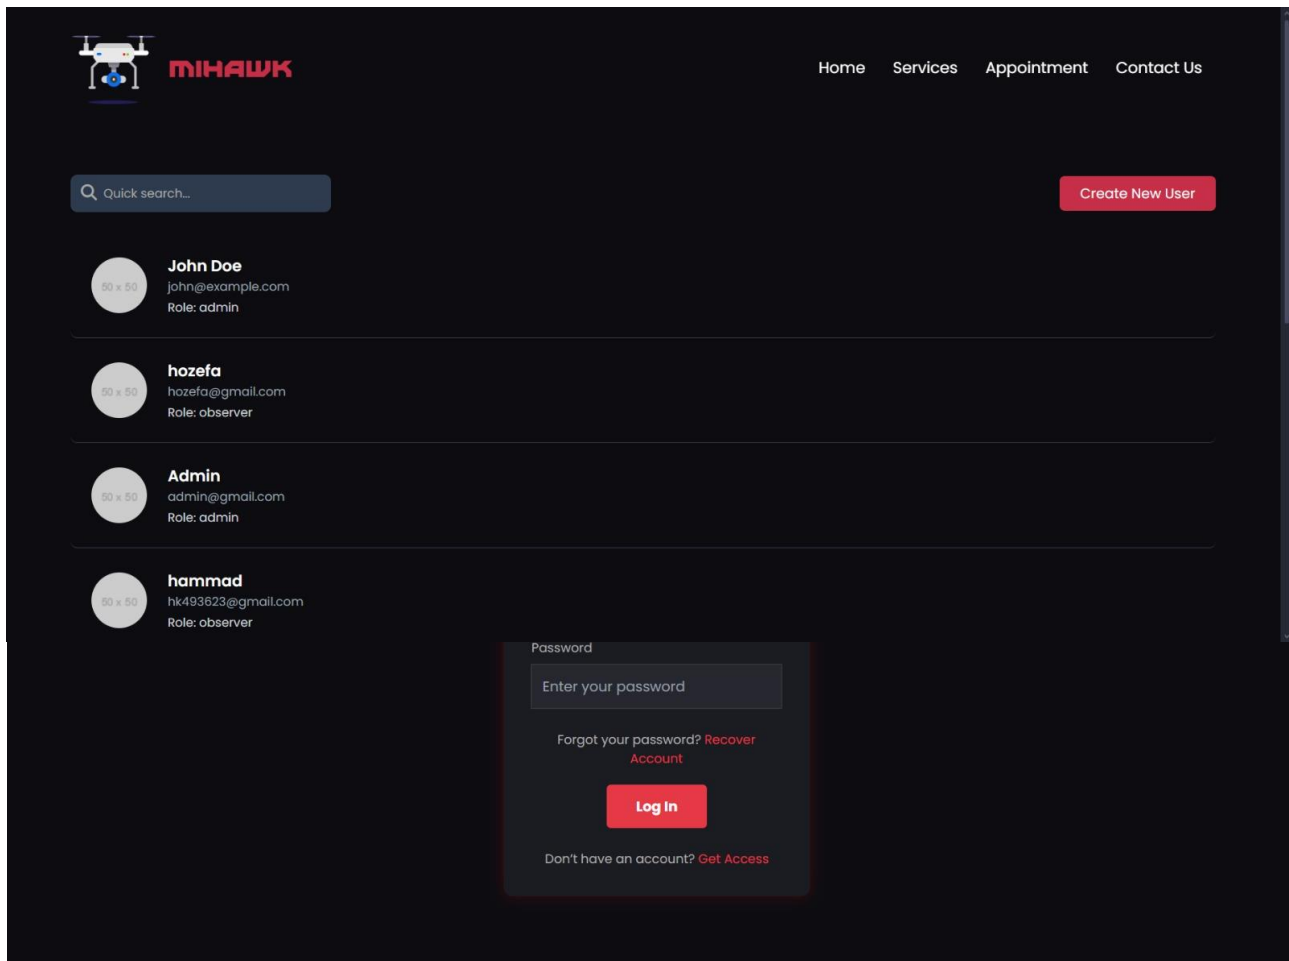 MIHAWK
Home Services Appointment Contact Us
Quick search...
Create New User
50 x 50
John Doe
john@example.com
Role: admin
50 x 50
hozefa
hozefa@gmail.com
Role: observer
50 x 50
Admin
admin@gmail.com
Role: admin
50 x 50
hammad
hk493623@gmail.com
Role: observer
Password
Enter your password
Forgot your password? Recover
Account
Log In
Don't have an account? Get Access